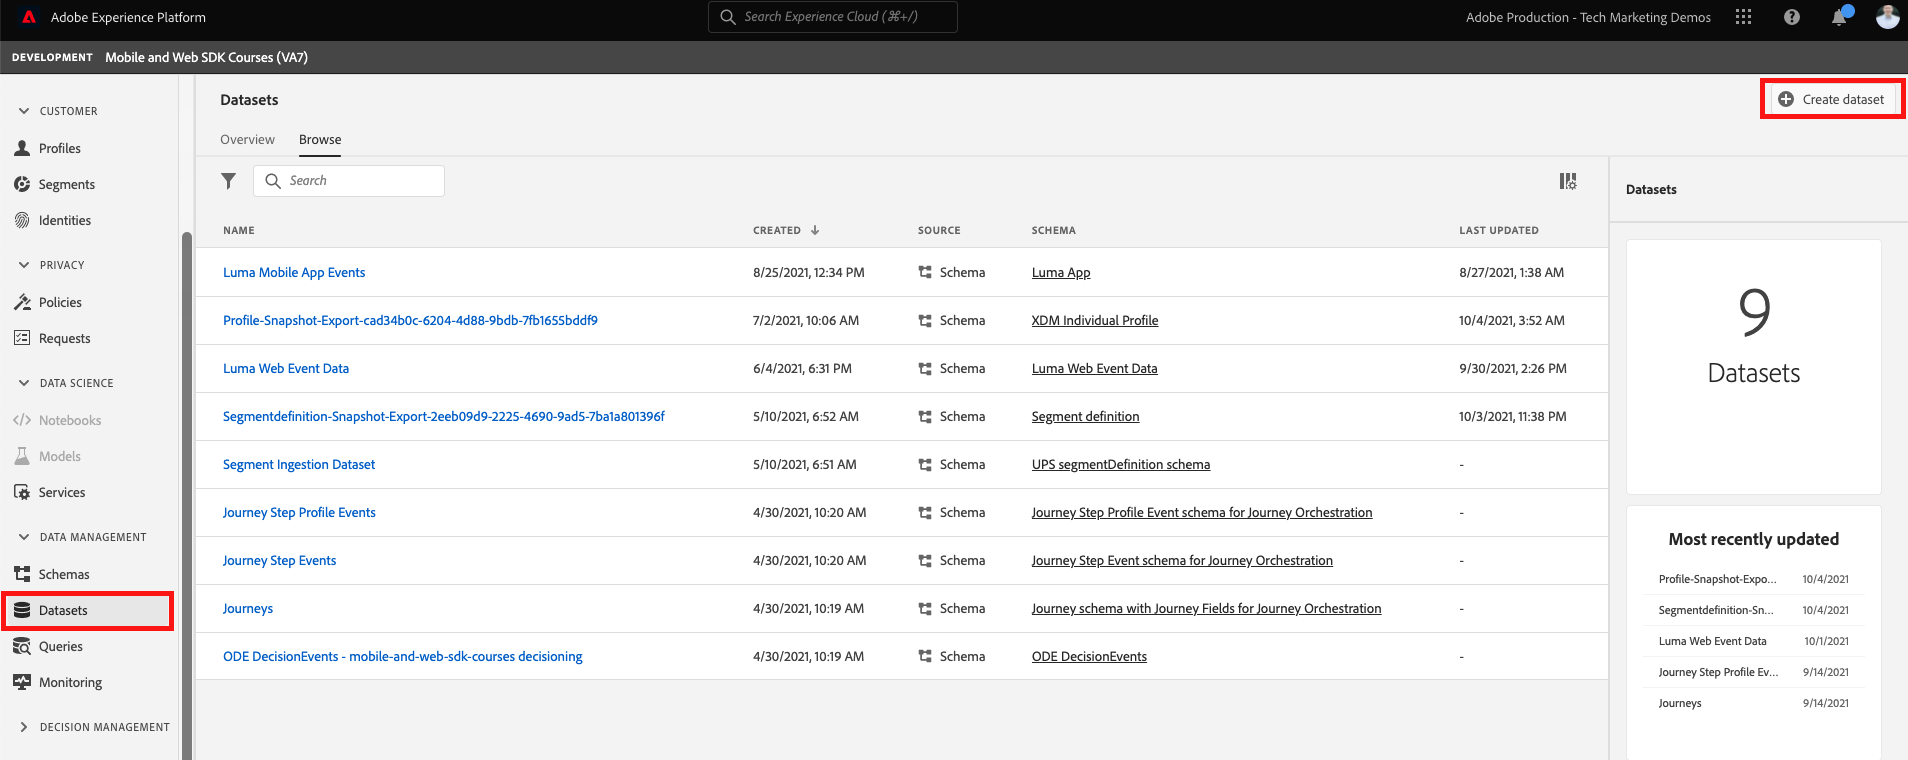 Adobe Experience Platform
Search Experience Cloud (⌘+/)
Adobe Production - Tech Marketing Demos
DEVELOPMENT Mobile and Web SDK Courses (VA7)
CUSTOMER
Profiles
Segments
Identities
PRIVACY
Policies
Requests
DATA SCIENCE
Notebooks
Models
Services
DATA MANAGEMENT
Schemas
Datasets
Queries
Monitoring
DECISION MANAGEMENT
Datasets
Create dataset
Overview Browse
Search
NAME CREATED ↓ SOURCE SCHEMA LAST UPDATED
Luma Mobile App Events 8/25/2021, 12:34 PM Schema Luma App 8/27/2021, 1:38 AM
Profile-Snapshot-Export-cad34b0c-6204-4d88-9bdb-7fb1655bddf9 7/2/2021, 10:06 AM Schema XDM Individual Profile 10/4/2021, 3:52 AM
Luma Web Event Data 6/4/2021, 6:31 PM Schema Luma Web Event Data 9/30/2021, 2:26 PM
Segmentdefinition-Snapshot-Export-2eeb09d9-2225-4690-9ad5-7ba1a801396f 5/10/2021, 6:52 AM Schema Segment definition 10/3/2021, 11:38 PM
Segment Ingestion Dataset 5/10/2021, 6:51 AM Schema UPS segmentDefinition schema -
Journey Step Profile Events 4/30/2021, 10:20 AM Schema Journey Step Profile Event schema for Journey Orchestration -
Journey Step Events 4/30/2021, 10:20 AM Schema Journey Step Event schema for Journey Orchestration -
Journeys 4/30/2021, 10:19 AM Schema Journey schema with Journey Fields for Journey Orchestration -
ODE DecisionEvents - mobile-and-web-sdk-courses decisioning 4/30/2021, 10:19 AM Schema ODE DecisionEvents -
Datasets
9
Datasets
Most recently updated
Profile-Snapshot-Expo... 10/4/2021
Segmentdefinition-Sn... 10/4/2021
Luma Web Event Data 10/1/2021
Journey Step Profile Ev... 9/14/2021
Journeys 9/14/2021